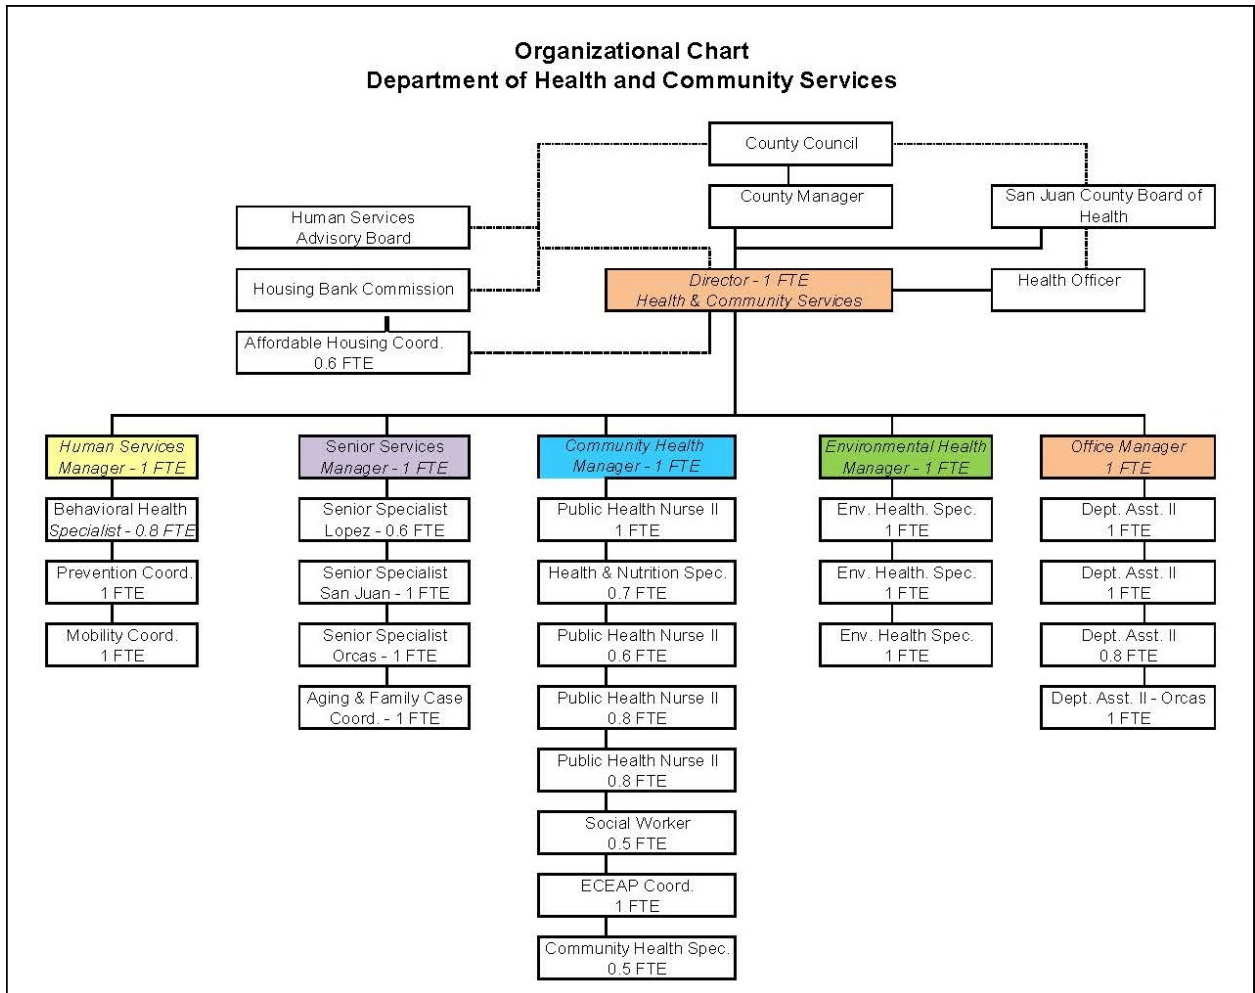 Organizational Chart
Department of Health and Community Services
County Council
County Manager
San Juan County Board of
Health
Human Services
Advisory Board
Housing Bank Commission
Director - 1 FTE
Health & Community Services
Health Officer
Affordable Housing Coord.
0.6 FTE
Human Services
Manager - 1 FTE
Behavioral Health
Specialist - 0.8 FTE
Prevention Coord.
1 FTE
Mobility Coord.
1 FTE
Senior Services
Manager - 1 FTE
Senior Specialist
Lopez - 0.6 FTE
Senior Specialist
San Juan - 1 FTE
Senior Specialist
Orcas - 1 FTE
Aging & Family Case
Coord. - 1 FTE
Community Health
Manager - 1 FTE
Public Health Nurse II
1 FTE
Health & Nutrition Spec.
0.7 FTE
Public Health Nurse II
0.6 FTE
Public Health Nurse II
0.8 FTE
Public Health Nurse II
0.8 FTE
Social Worker
0.5 FTE
ECEAP Coord.
1 FTE
Community Health Spec.
0.5 FTE
Environmental Health
Manager - 1 FTE
Env. Health. Spec.
1 FTE
Env. Health. Spec.
1 FTE
Env. Health Spec.
1 FTE
Office Manager
1 FTE
Dept. Asst. II
1 FTE
Dept. Asst. II
1 FTE
Dept. Asst. II
0.8 FTE
Dept. Asst. II - Orcas
1 FTE